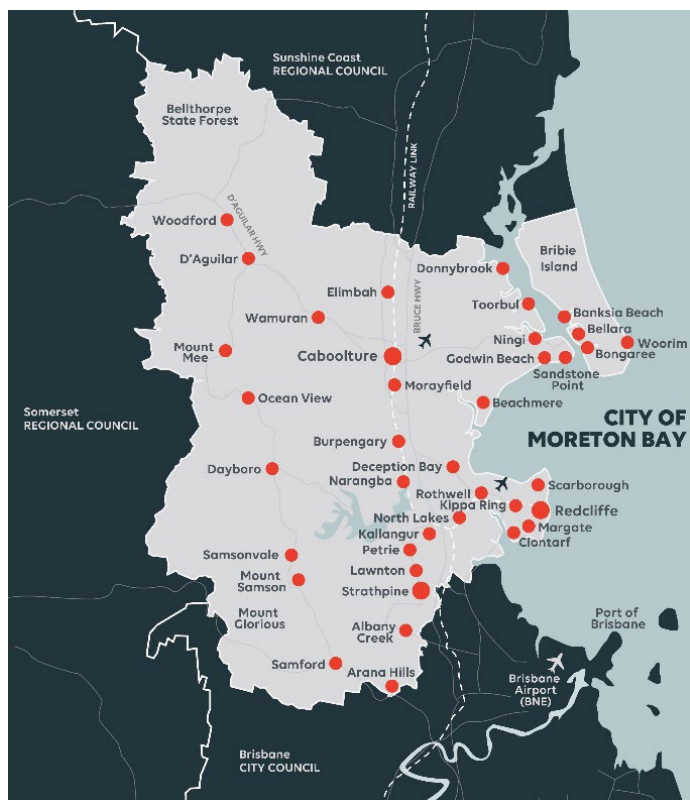 Sunshine Coast
REGIONAL COUNCIL
Bellthorpe
State Forest
RAILWAY LINK
D'AGUILAR HWY
Woodford
D'Aguilar
Bribie
Island
Donnybrook
Elimbah
BRUCE HWY
Toorbul
Wamuran
Banksia Beach
Bellara
Ningi
Woorim
Mount
Mee
Caboolture
Godwin Beach
Bongaree
Sandstone
Point
Morayfield
Ocean View
Beachmere
Somerset
REGIONAL COUNCIL
CITY OF
MORETON BAY
Burpengary
Dayboro
Deception Bay
Narangba
Scarborough
Rothwell
Kippa Ring
Redcliffe
North Lakes
Margate
Kallangur
Clontarf
Petrie
Samsonvale
Lawnton
Mount
Samson
Strathpine
Mount
Glorious
Port of
Brisbane
Albany
Creek
Samford
Arana Hills
Brisbane
Airport
(BNE)
Brisbane
CITY COUNCIL